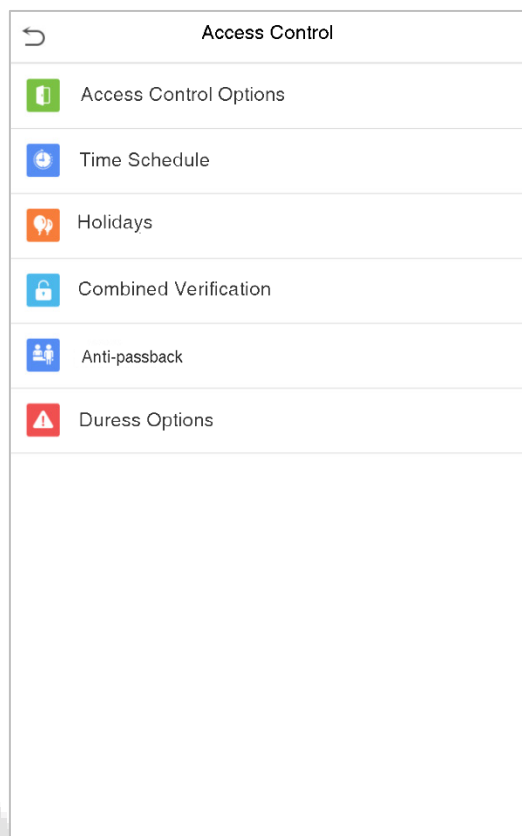 Access Control
Access Control Options
Time Schedule
Holidays
Combined Verification
Anti-passback
Duress Options